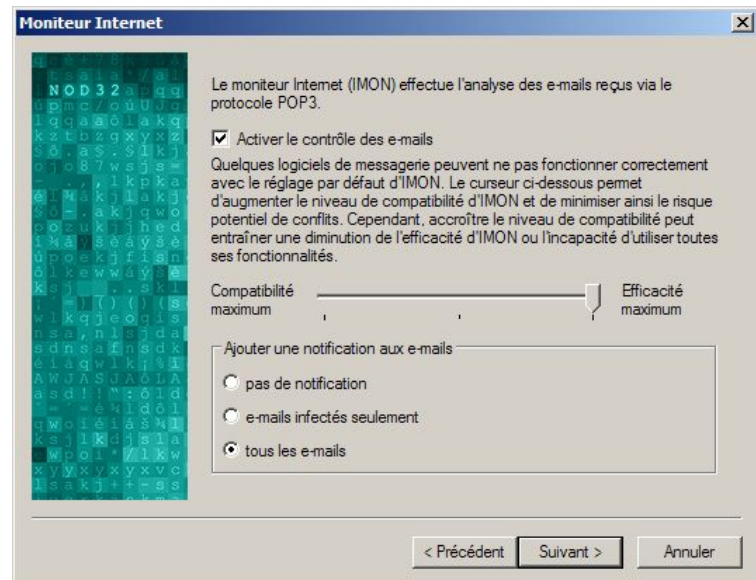 Moniteur Internet
NOD32
Le moniteur Internet (IMON) effectue l'analyse des e-mails reçus via le
protocole POP3.
Activer le contrôle des e-mails
Quelques logiciels de messagerie peuvent ne pas fonctionner correctement
avec le réglage par défaut d'IMON. Le curseur ci-dessous permet
d'augmenter le niveau de compatibilité d'IMON et de minimiser ainsi le risque
potentiel de conflits. Cependant, accroître le niveau de compatibilité peut
entraîner une diminution de l'efficacité d'IMON ou l'incapacité d'utiliser toutes
ses fonctionnalités.
Compatibilité
maximum
Efficacité
maximum
Ajouter une notification aux e-mails
pas de notification
e-mails infectés seulement
tous les e-mails
< Précédent
Suivant >
Annuler